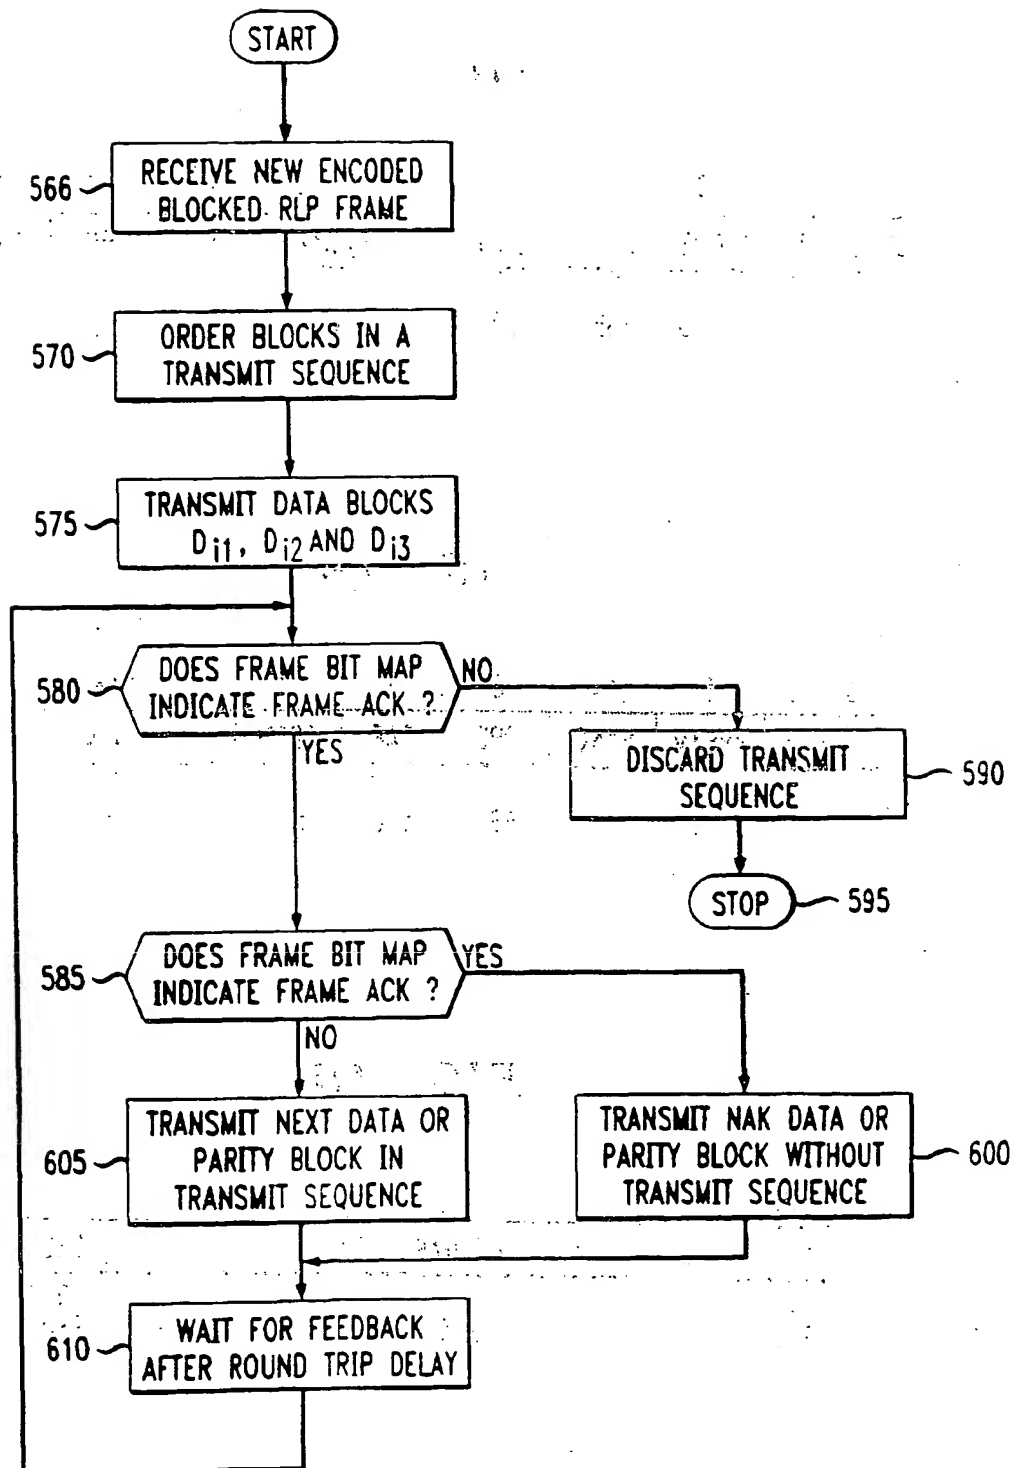 START
566
RECEIVE NEW ENCODED
BLOCKED RLP FRAME
570
ORDER BLOCKS IN A
TRANSMIT SEQUENCE
575
TRANSMIT DATA BLOCKS
Di1, Di2 AND Di3
580
DOES FRAME BIT MAP
INDICATE FRAME ACK ?
NO
YES
DISCARD TRANSMIT
SEQUENCE
590
STOP
595
585
DOES FRAME BIT MAP
INDICATE FRAME ACK ?
YES
NO
605
TRANSMIT NEXT DATA OR
PARITY BLOCK IN
TRANSMIT SEQUENCE
TRANSMIT NAK DATA OR
PARITY BLOCK WITHOUT
TRANSMIT SEQUENCE
600
610
WAIT FOR FEEDBACK
AFTER ROUND TRIP DELAY